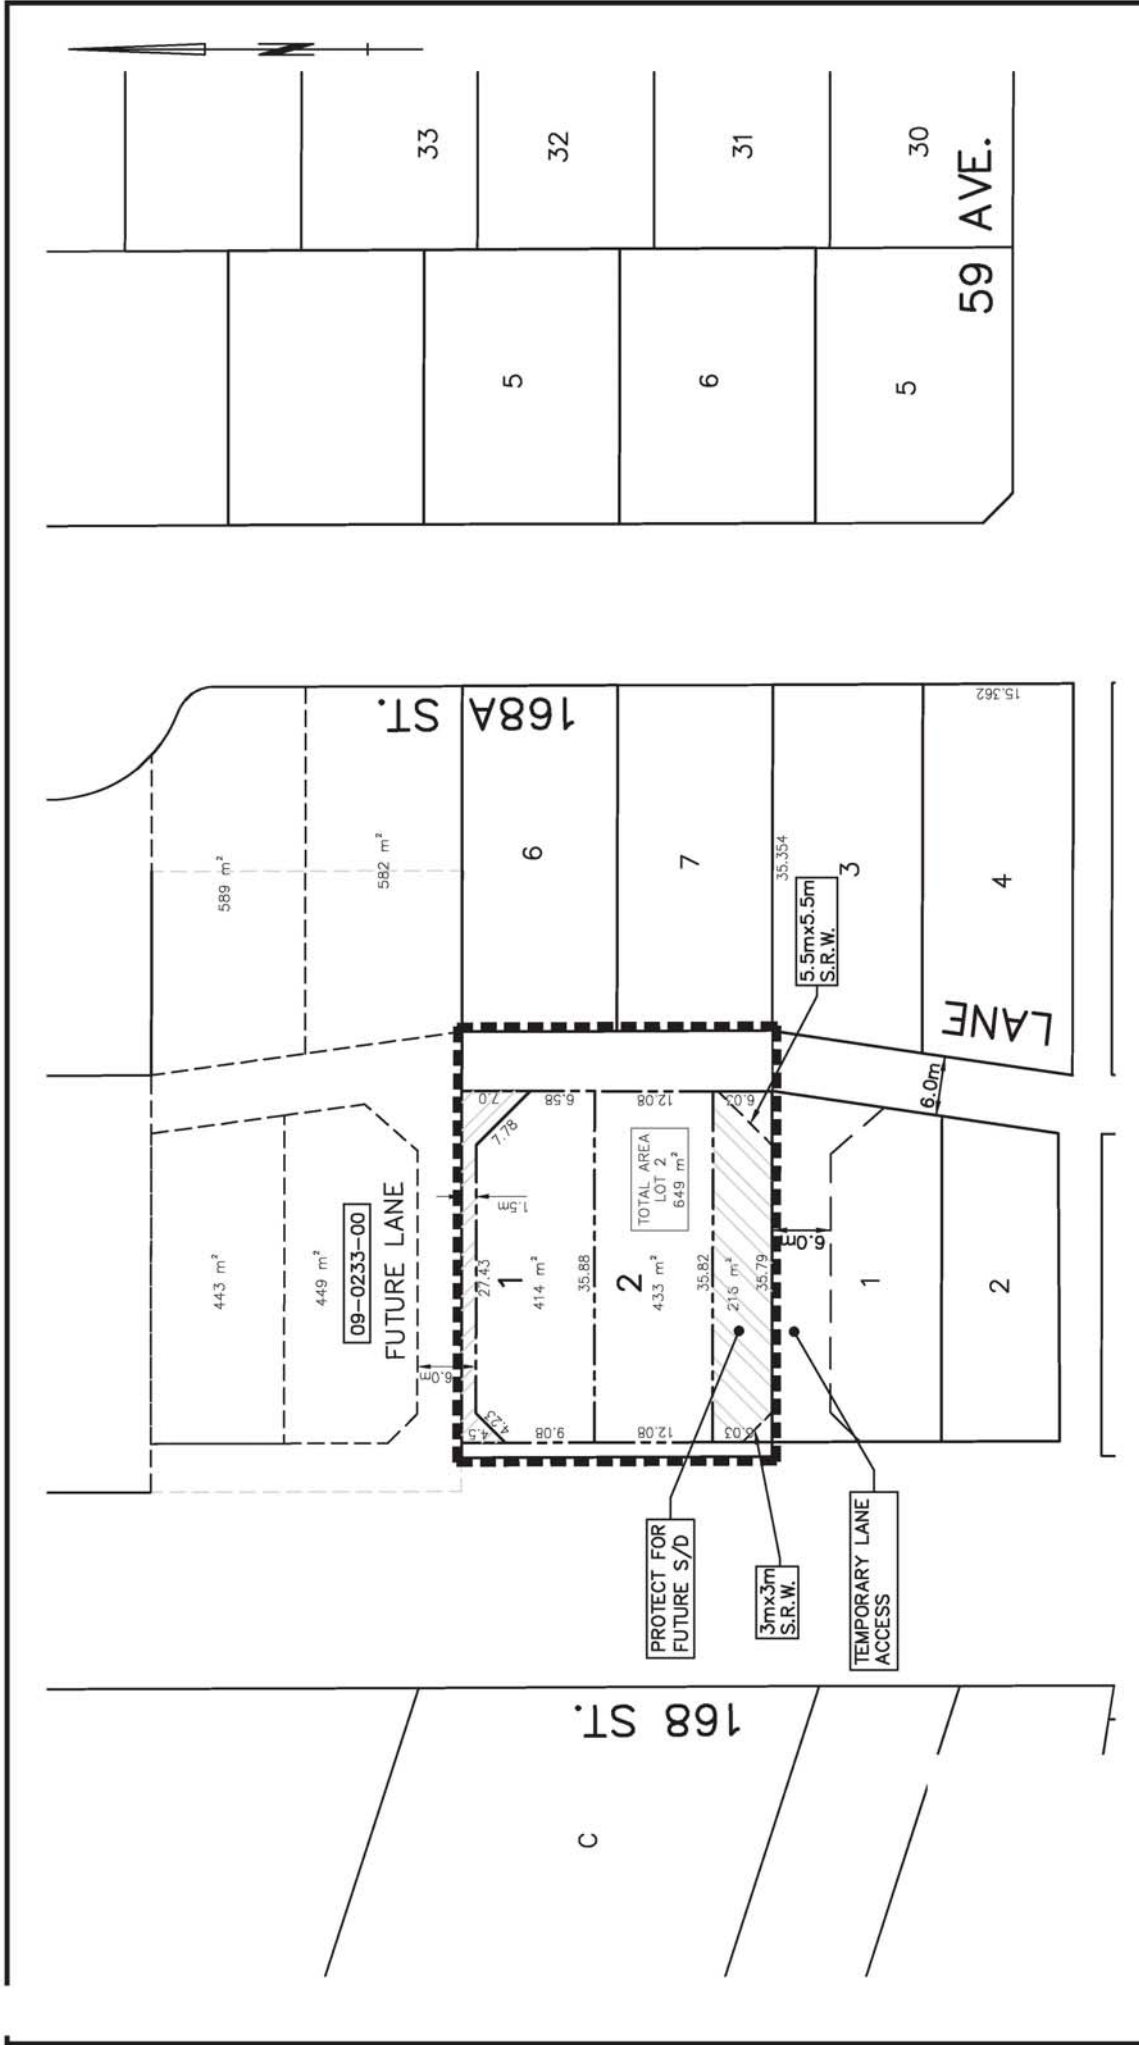 N
33
32
31
30
59 AVE.
5
6
5
168A ST.
15.362
589 m²
582 m²
6
7
35.354
3
4
5.5mx5.5m
S.R.W.
LANE
6.0m
443 m²
449 m²
09-0233-00
FUTURE LANE
6.0m
1.5m
7.0
7.78
6.58
12.08
6.03
TOTAL AREA
LOT 2
649 m²
27.43
1
414 m²
35.88
2
433 m²
35.82
35.79
6.0m
1
2
4.5
4.23
9.08
12.08
6.03
PROTECT FOR
FUTURE S/D
3mx3m
S.R.W.
TEMPORARY LANE
ACCESS
168 ST.
C